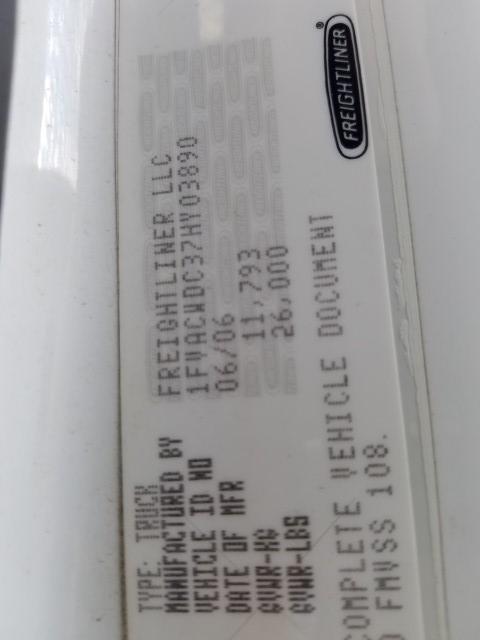 TYPE: TRUCK
MANUFACTURED BY FREIGHTLINER LLC
VEHICLE ID NO 1FVACWDC37HY03890
DATE OF MFR 06/06
GVWR-KG 11,793
GVWR-LBS 26,000
OMPLETE VEHICLE DOCUMENT
FMVSS 108.
FREIGHTLINER®